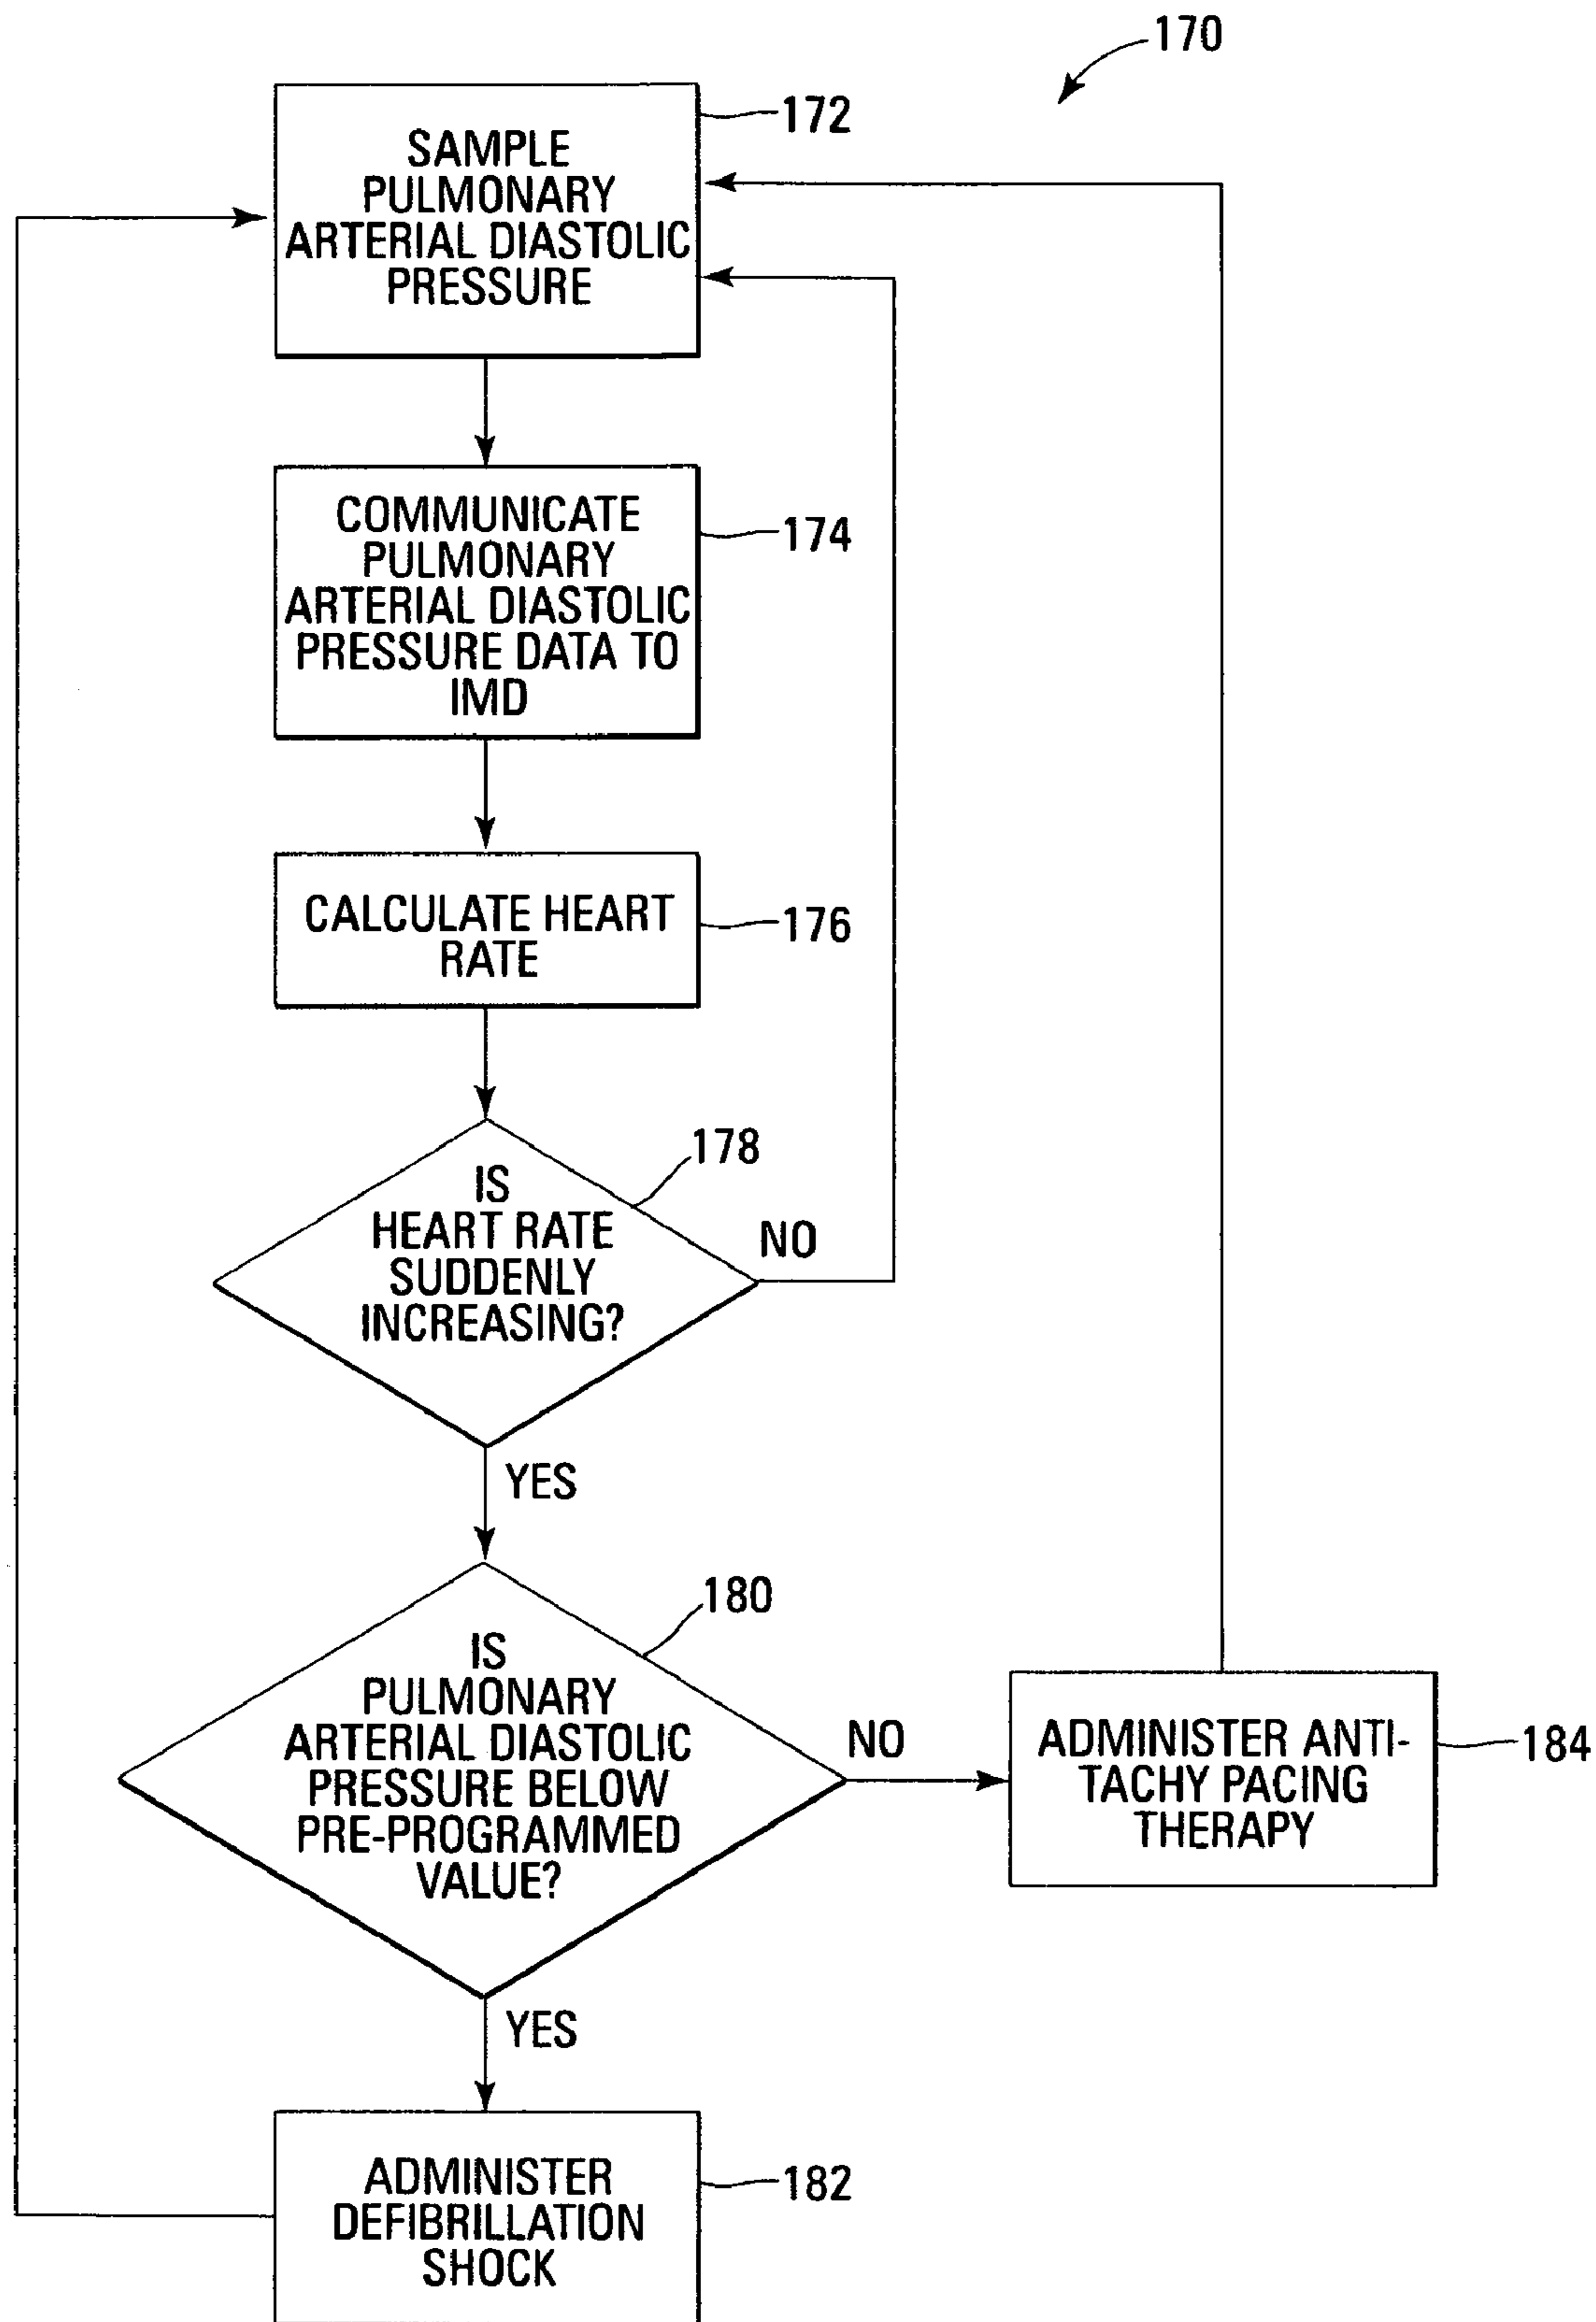 170
SAMPLE
PULMONARY
ARTERIAL DIASTOLIC
PRESSURE
172
COMMUNICATE
PULMONARY
ARTERIAL DIASTOLIC
PRESSURE DATA TO
IMD
174
CALCULATE HEART
RATE
176
IS
HEART RATE
SUDDENLY
INCREASING?
178
NO
YES
IS
PULMONARY
ARTERIAL DIASTOLIC
PRESSURE BELOW
PRE-PROGRAMMED
VALUE?
180
NO
ADMINISTER ANTI-
TACHY PACING
THERAPY
184
YES
ADMINISTER
DEFIBRILLATION
SHOCK
182